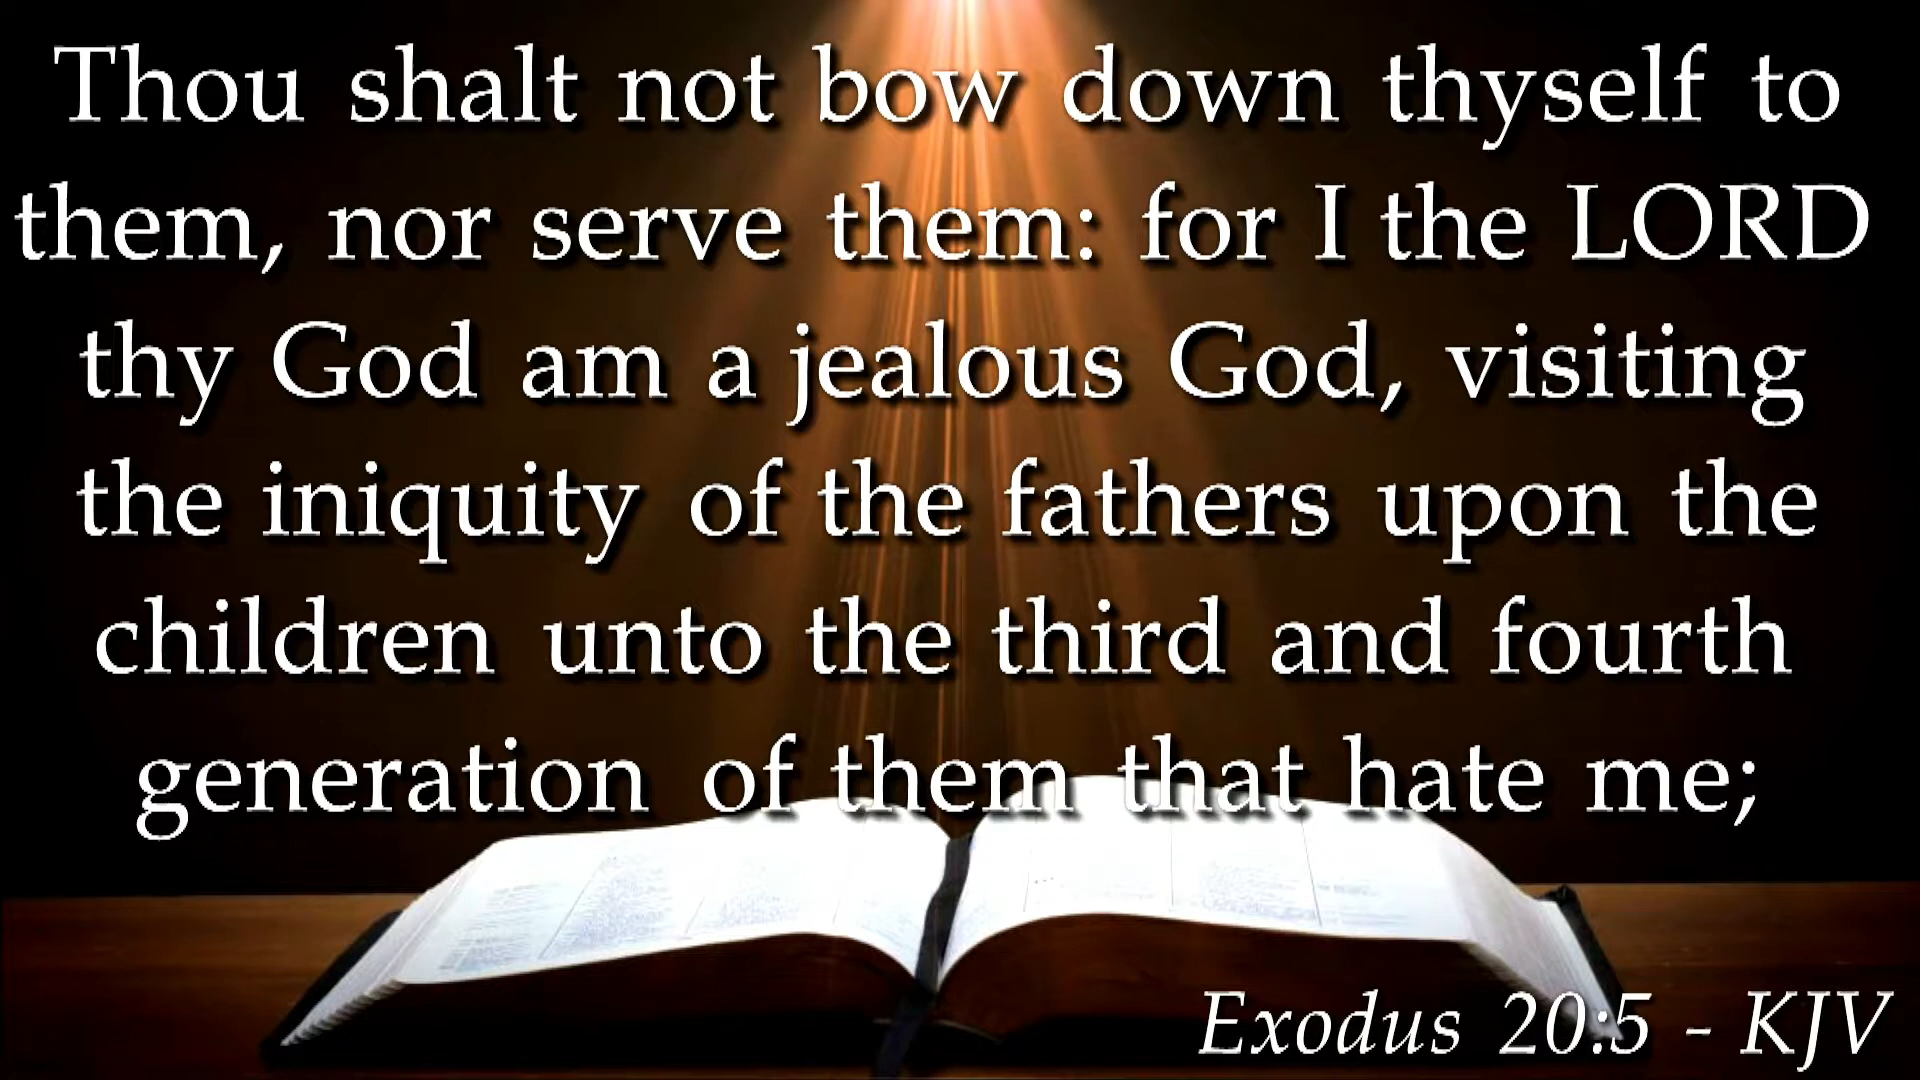 Thou shalt not bow down thyself to
them, nor serve them: for I the LORD
thy God am a jealous God, visiting
the iniquity of the fathers upon the
children unto the third and fourth
generation of them that hate me;
Exodus 20:5 - KJV